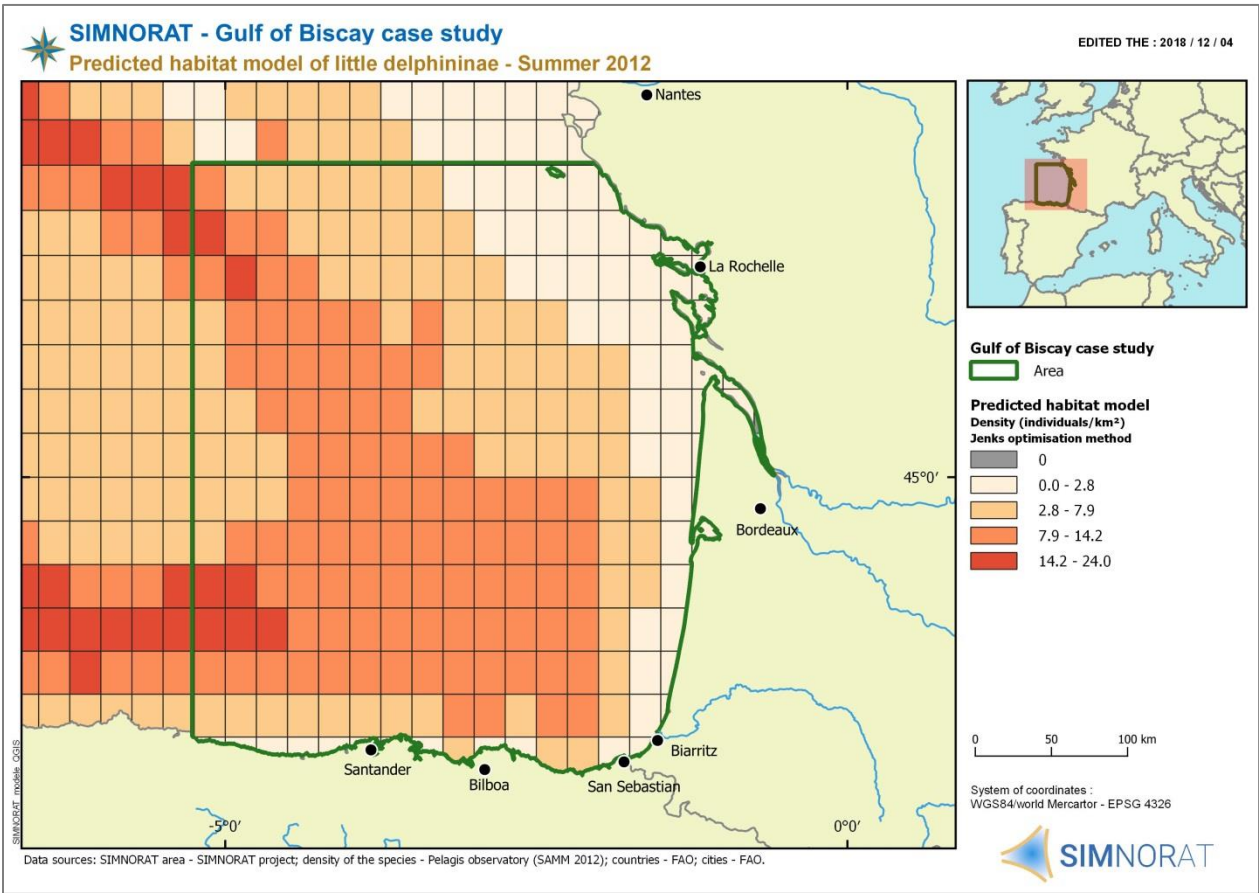 SIMNORAT - Gulf of Biscay case study
Predicted habitat model of little delphininae - Summer 2012
EDITED THE : 2018 / 12 / 04
Nantes
La Rochelle
45°0'
Bordeaux
Biarritz
Santander
San Sebastian
Bilboa
-5°0'
0°0'
Gulf of Biscay case study
Area
Predicted habitat model
Density (individuals/km²)
Jenks optimisation method
0
0.0 - 2.8
2.8 - 7.9
7.9 - 14.2
14.2 - 24.0
0 50 100 km
System of coordinates :
WGS84/world Mercartor - EPSG 4326
SIMNORAT
SIMNORAT_modele_QGIS
Data sources: SIMNORAT area - SIMNORAT project; density of the species - Pelagis observatory (SAMM 2012); countries - FAO; cities - FAO.